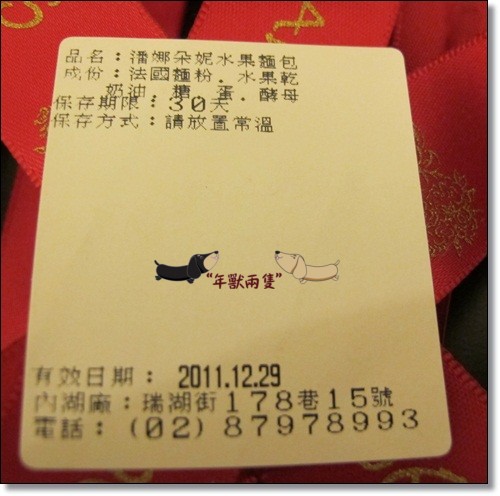 品名：潘娜朵妮水果麵包
成份：法國麵粉．水果乾
奶油．糖．蛋．酵母
保存期限：30天
保存方式：請放置常溫
“年獸兩隻”
有效日期： 2011.12.29
內湖廠：瑞湖街178巷15號
電話：(02)87978993